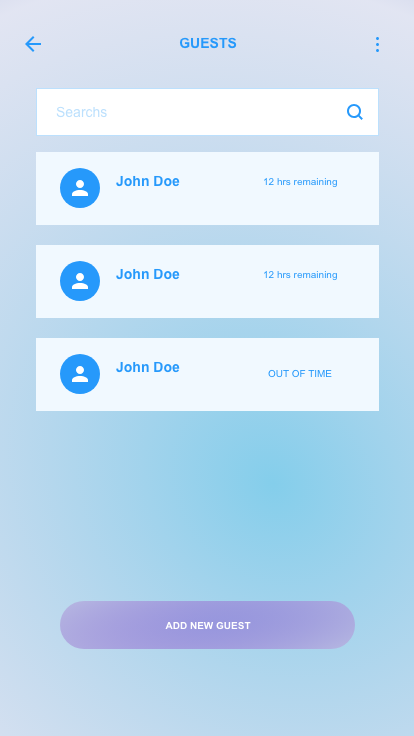 GUESTS
Searchs
John Doe 12 hrs remaining
John Doe 12 hrs remaining
John Doe OUT OF TIME
ADD NEW GUEST